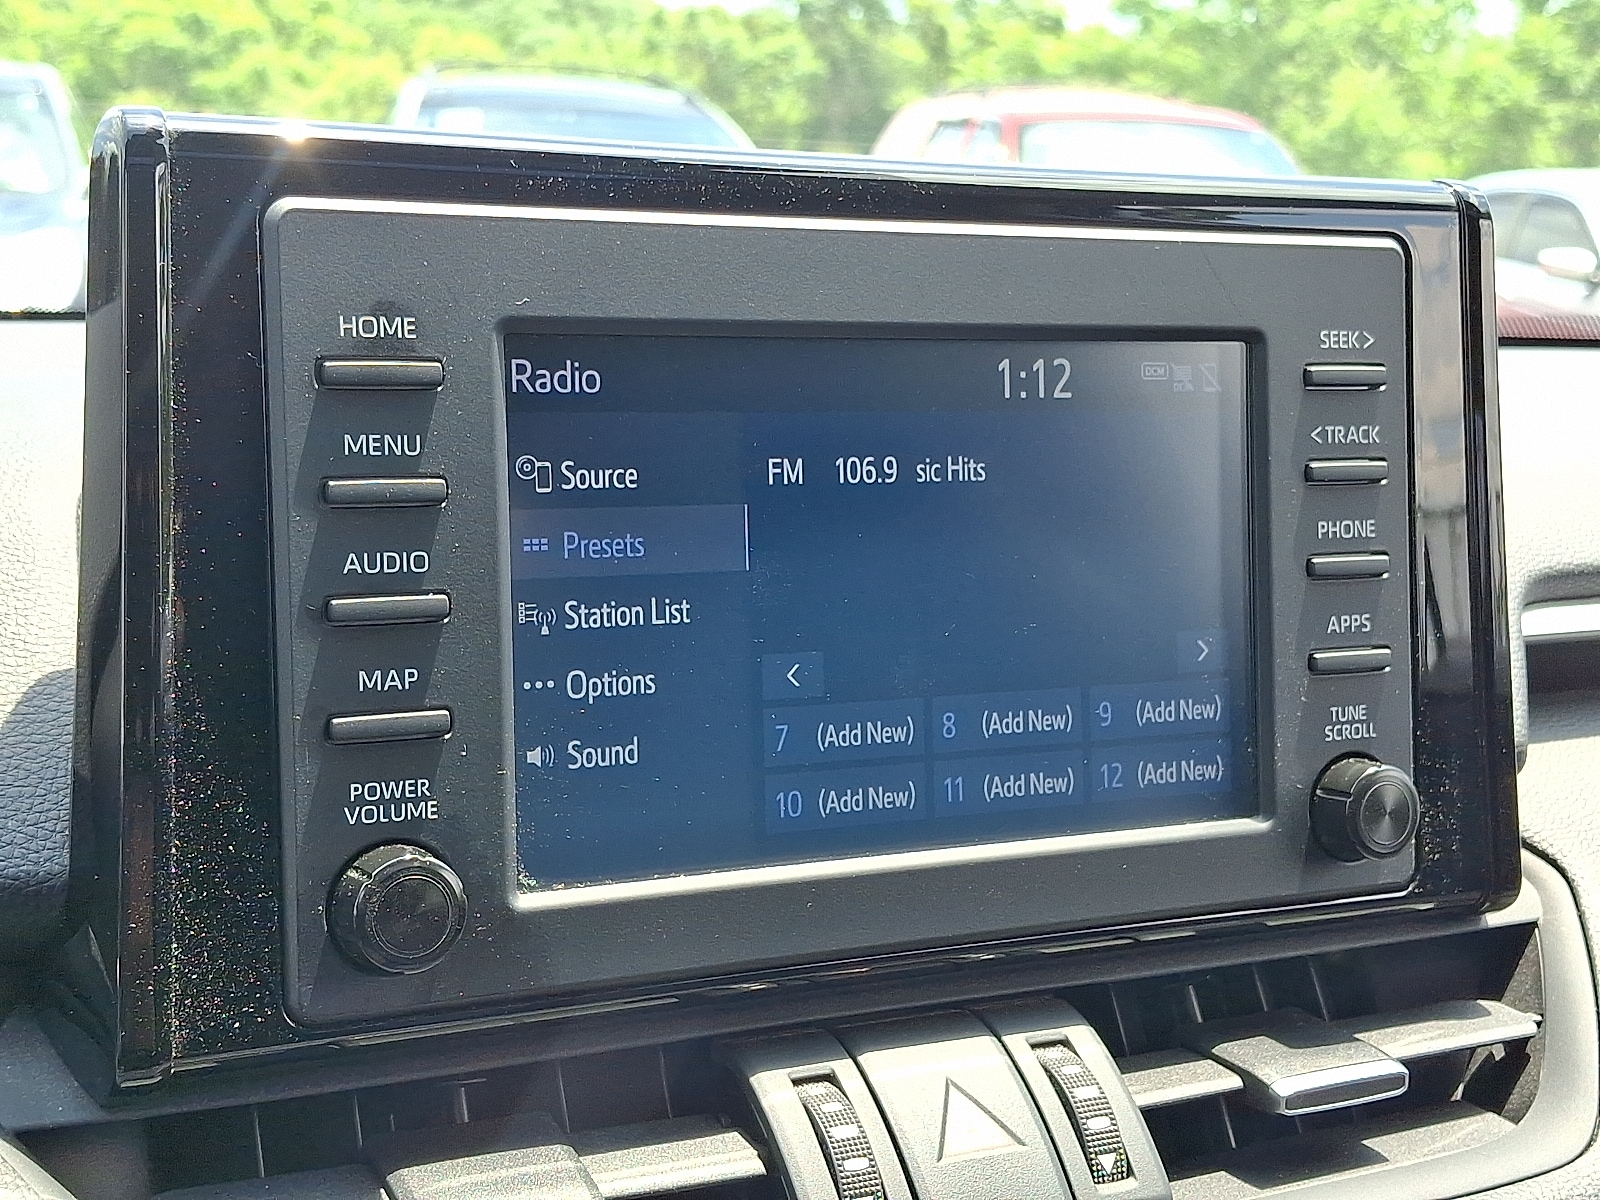 HOME
MENU
AUDIO
MAP
POWER
VOLUME
Radio
1:12
DCM
Source
Presets
Station List
Options
Sound
FM 106.9 sic Hits
<
>
7 (Add New) 8 (Add New) 9 (Add New)
10 (Add New) 11 (Add New) 12 (Add New)
SEEK>
<TRACK
PHONE
APPS
TUNE
SCROLL